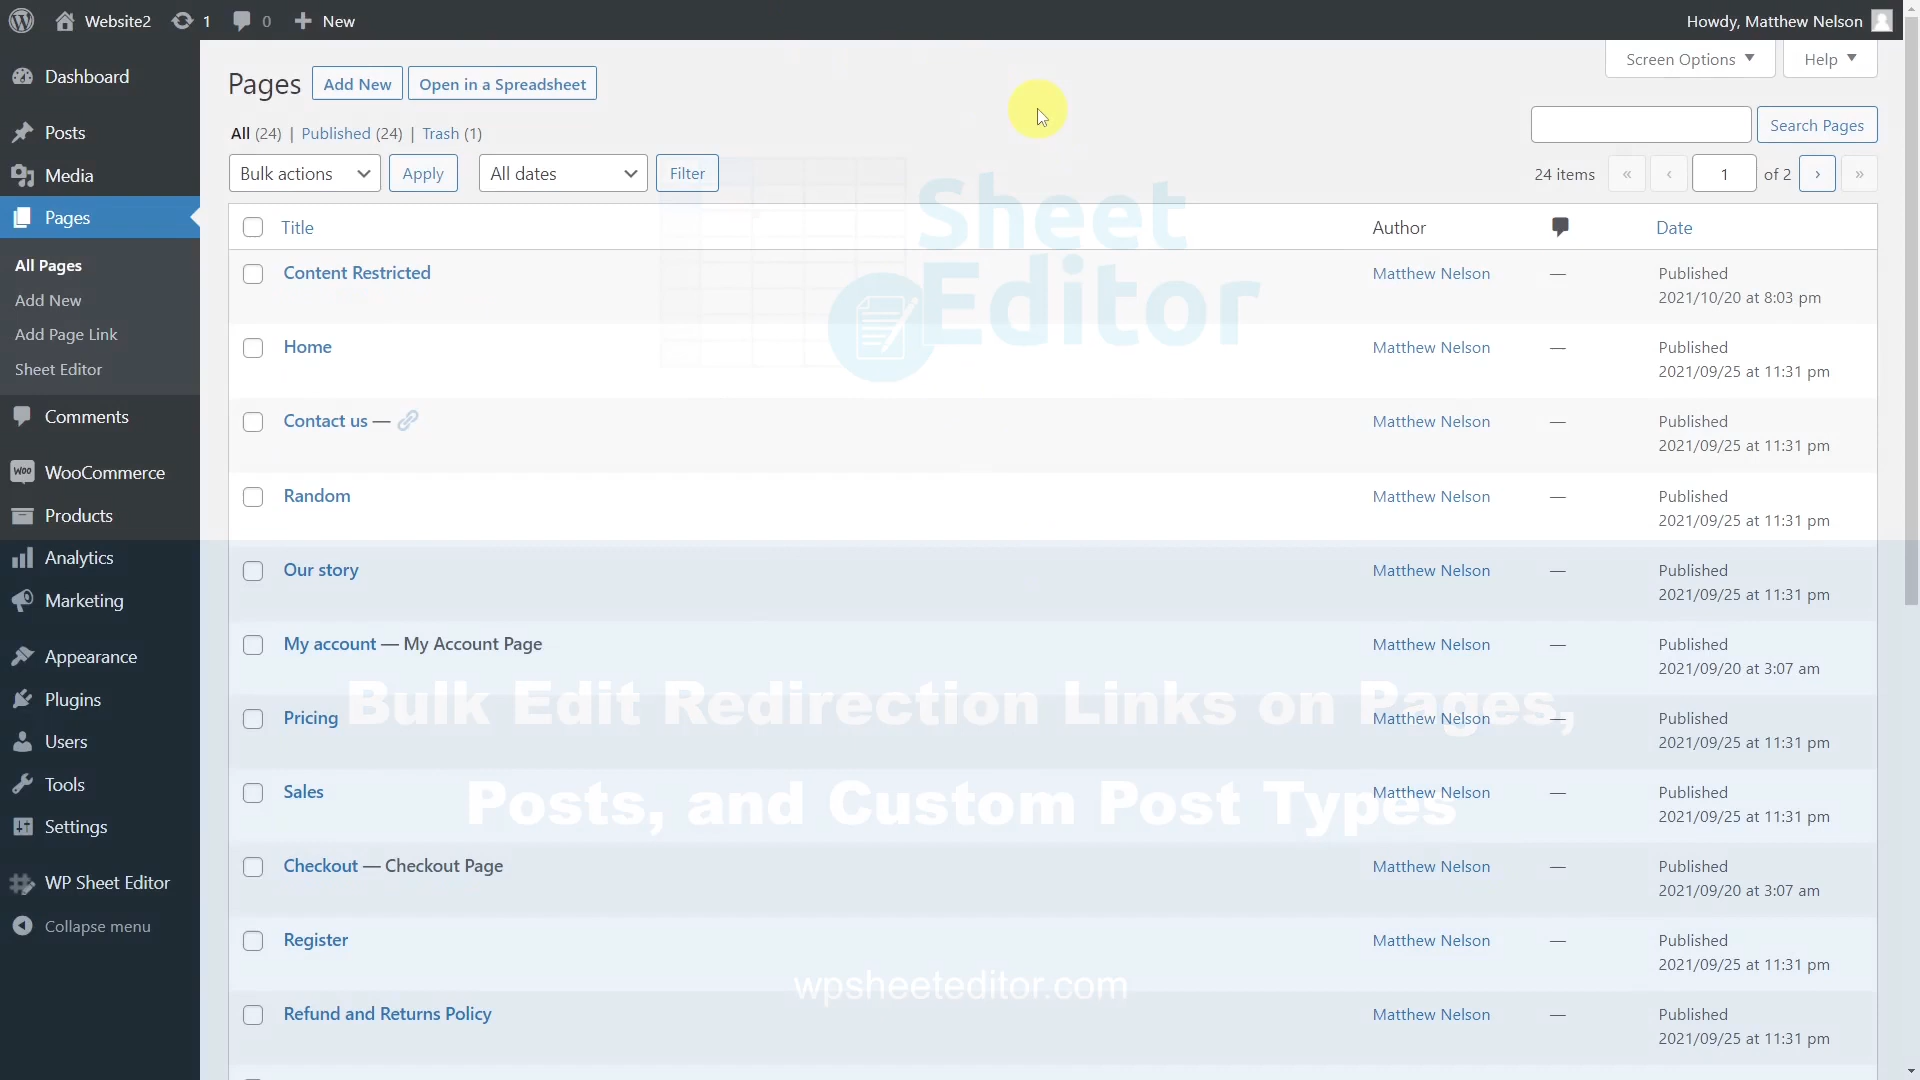 Website2 1 0 New Howdy, Matthew Nelson
Screen Options Help
Dashboard
Posts
Media
Pages
All Pages
Add New
Add Page Link
Sheet Editor
Comments
WooCommerce
Products
Analytics
Marketing
Appearance
Plugins
Users
Tools
Settings
WP Sheet Editor
Collapse menu
Pages Add New Open in a Spreadsheet
All (24) | Published (24) | Trash (1)
Search Pages
Bulk actions Apply All dates Filter
24 items « ‹ 1 of 2 › »
Title Author Date
Content Restricted Matthew Nelson — Published
2021/10/20 at 8:03 pm
Home Matthew Nelson — Published
2021/09/25 at 11:31 pm
Contact us — Matthew Nelson — Published
2021/09/25 at 11:31 pm
Random Matthew Nelson — Published
2021/09/25 at 11:31 pm
Our story Matthew Nelson — Published
2021/09/25 at 11:31 pm
My account — My Account Page Matthew Nelson — Published
2021/09/20 at 3:07 am
Pricing Matthew Nelson — Published
2021/09/25 at 11:31 pm
Sales Matthew Nelson — Published
2021/09/25 at 11:31 pm
Checkout — Checkout Page Matthew Nelson — Published
2021/09/20 at 3:07 am
Register Matthew Nelson — Published
2021/09/25 at 11:31 pm
Refund and Returns Policy Matthew Nelson — Published
2021/09/25 at 11:31 pm
Sheet
Editor
Bulk Edit Redirection Links on Pages,
Posts, and Custom Post Types
wpsheeteditor.com